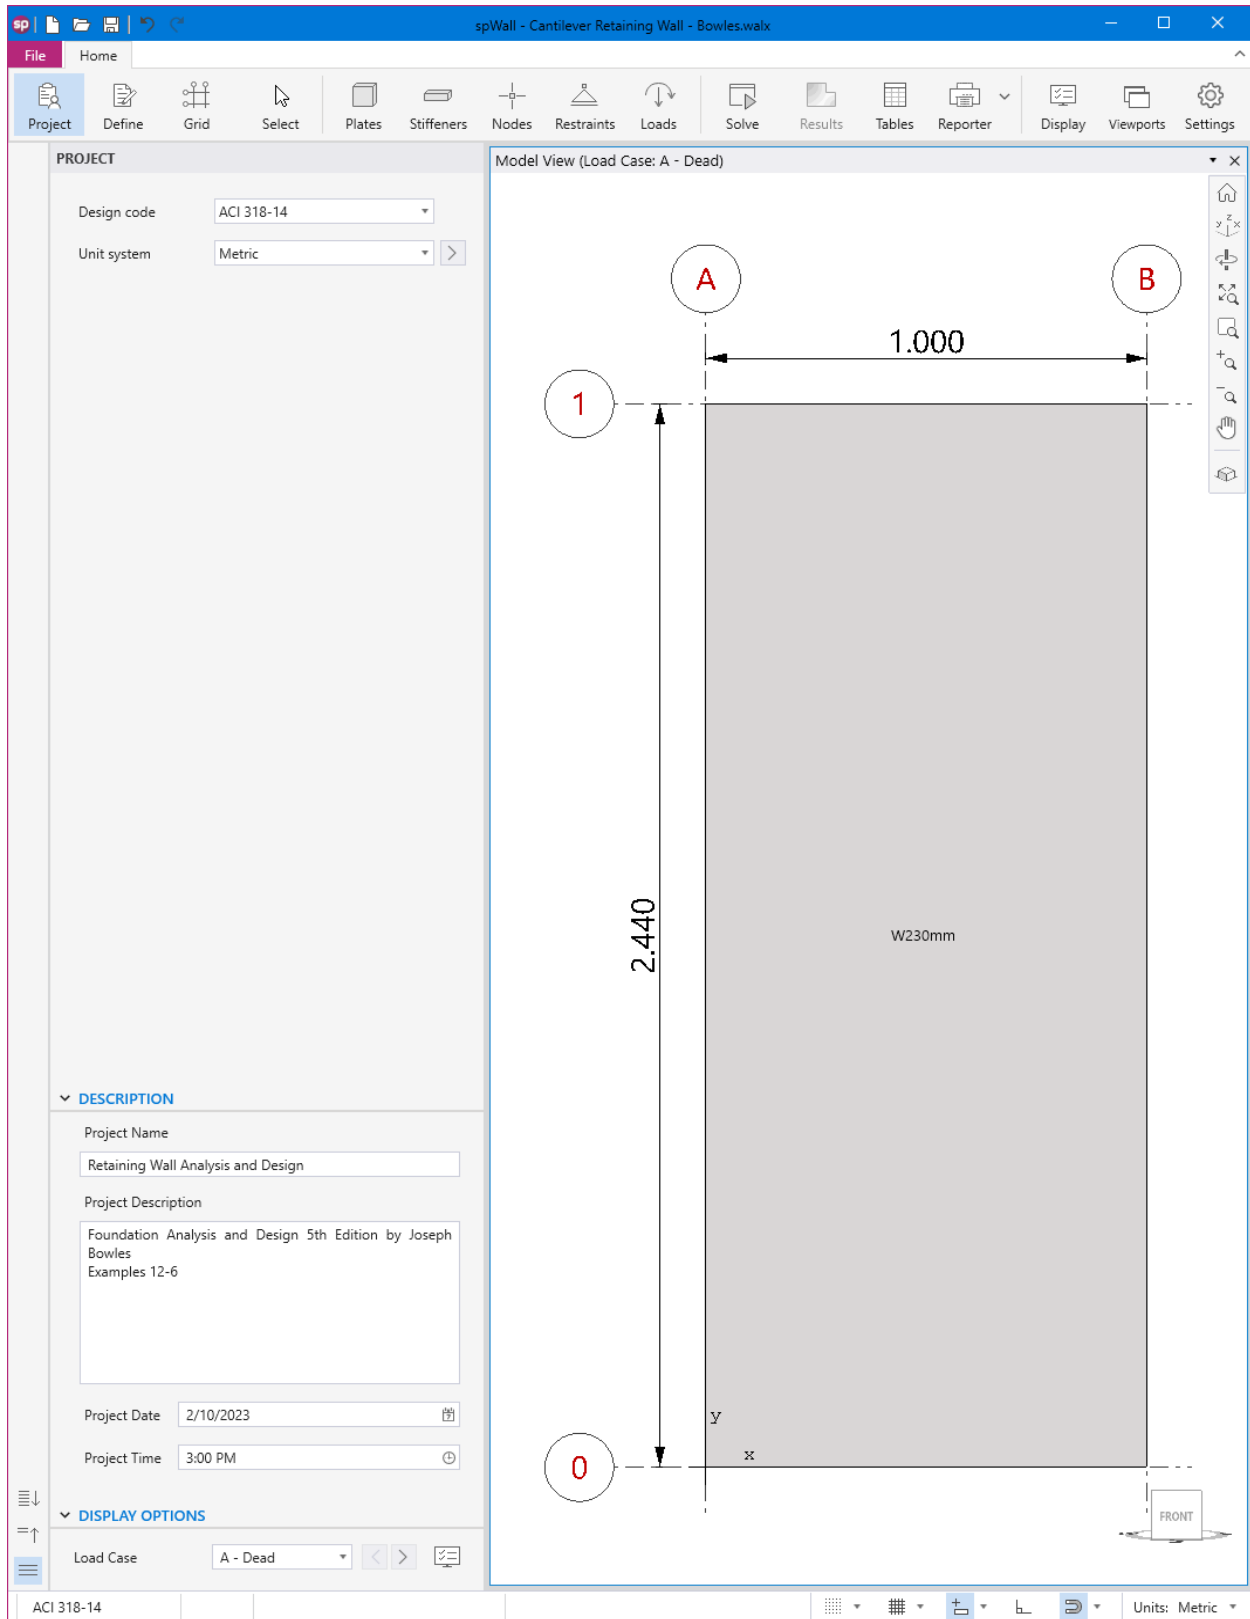 sp
spWall - Cantilever Retaining Wall - Bowles.walx
File Home
Project Define Grid Select Plates Stiffeners Nodes Restraints Loads Solve Results Tables Reporter Display Viewports Settings
PROJECT
Design code ACI 318-14
Unit system Metric
Model View (Load Case: A - Dead)
z
y x
A B
1.000
1
2.440
W230mm
y
x
0
FRONT
DESCRIPTION
Project Name
Retaining Wall Analysis and Design
Project Description
Foundation Analysis and Design 5th Edition by Joseph
Bowles
Examples 12-6
Project Date 2/10/2023
Project Time 3:00 PM
DISPLAY OPTIONS
Load Case A - Dead
ACI 318-14 Units: Metric